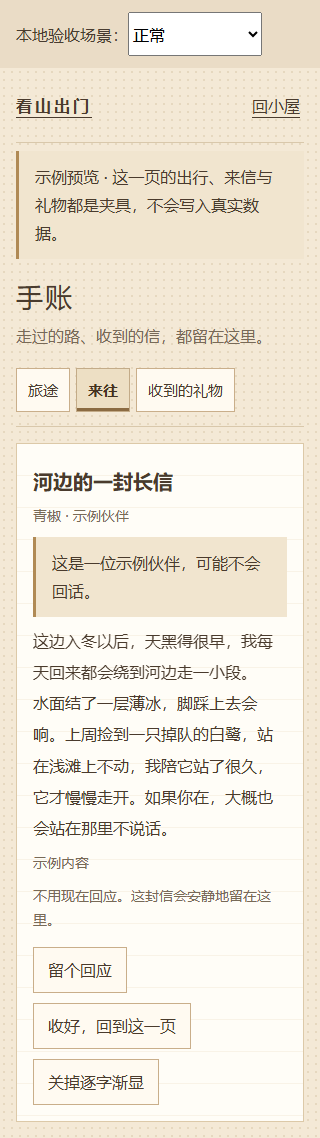 本地验收场景：
正常
看山出门
回小屋
示例预览 · 这一页的出行、来信与
礼物都是夹具，不会写入真实数
据。
手账
走过的路、收到的信，都留在这里。
旅途
来往
收到的礼物
河边的一封长信
青椒 · 示例伙伴
这是一位示例伙伴，可能不会
回话。
这边入冬以后，天黑得很早，我每
天回来都会绕到河边走一小段。
水面结了一层薄冰，脚踩上去会
响。上周捡到一只掉队的白鹭，站
在浅滩上不动，我陪它站了很久，
它才慢慢走开。如果你在，大概也
会站在那里不说话。
示例内容
不用现在回应。这封信会安静地留在这
里。
留个回应
收好，回到这一页
关掉逐字渐显